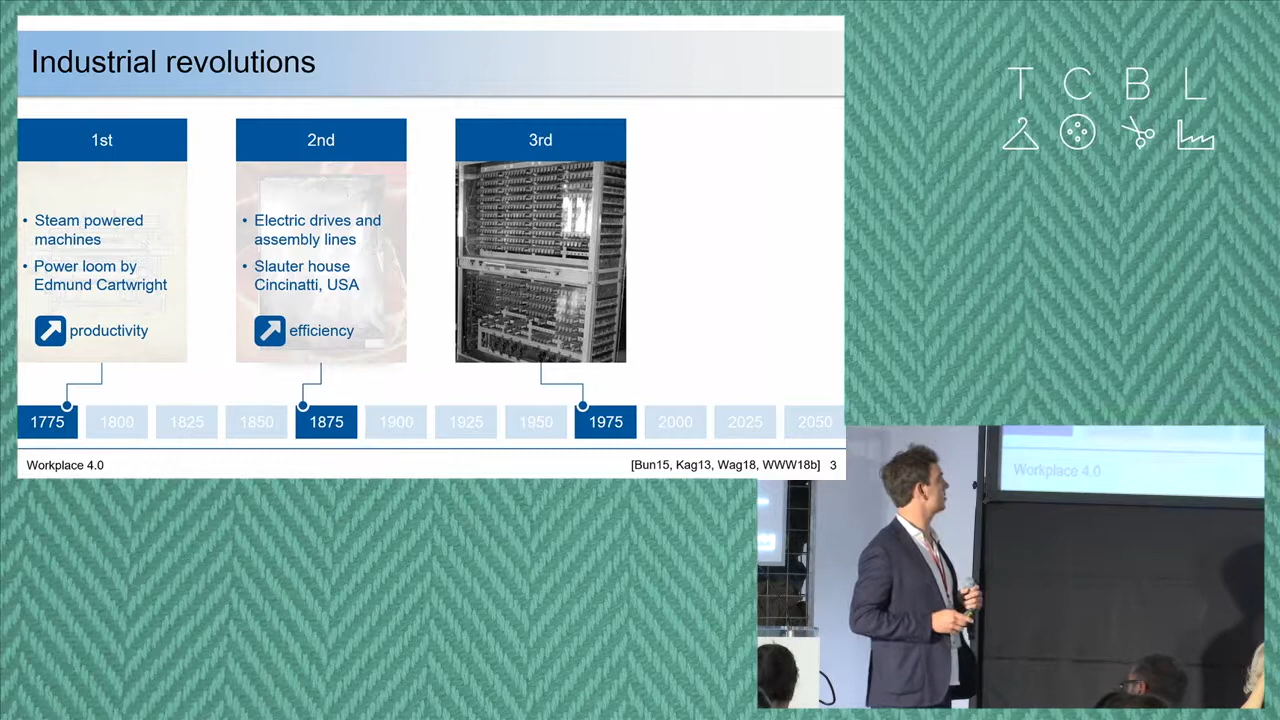 Industrial revolutions
T C B L
1st
2nd
3rd
• Steam powered
machines
• Power loom by
Edmund Cartwright
productivity
• Electric drives and
assembly lines
• Slauter house
Cincinatti, USA
efficiency
1775 1800 1825 1850 1875 1900 1925 1950 1975 2000 2025 2050
Workplace 4.0
[Bun15, Kag13, Wag18, WWW18b] 3
Workplace 4.0